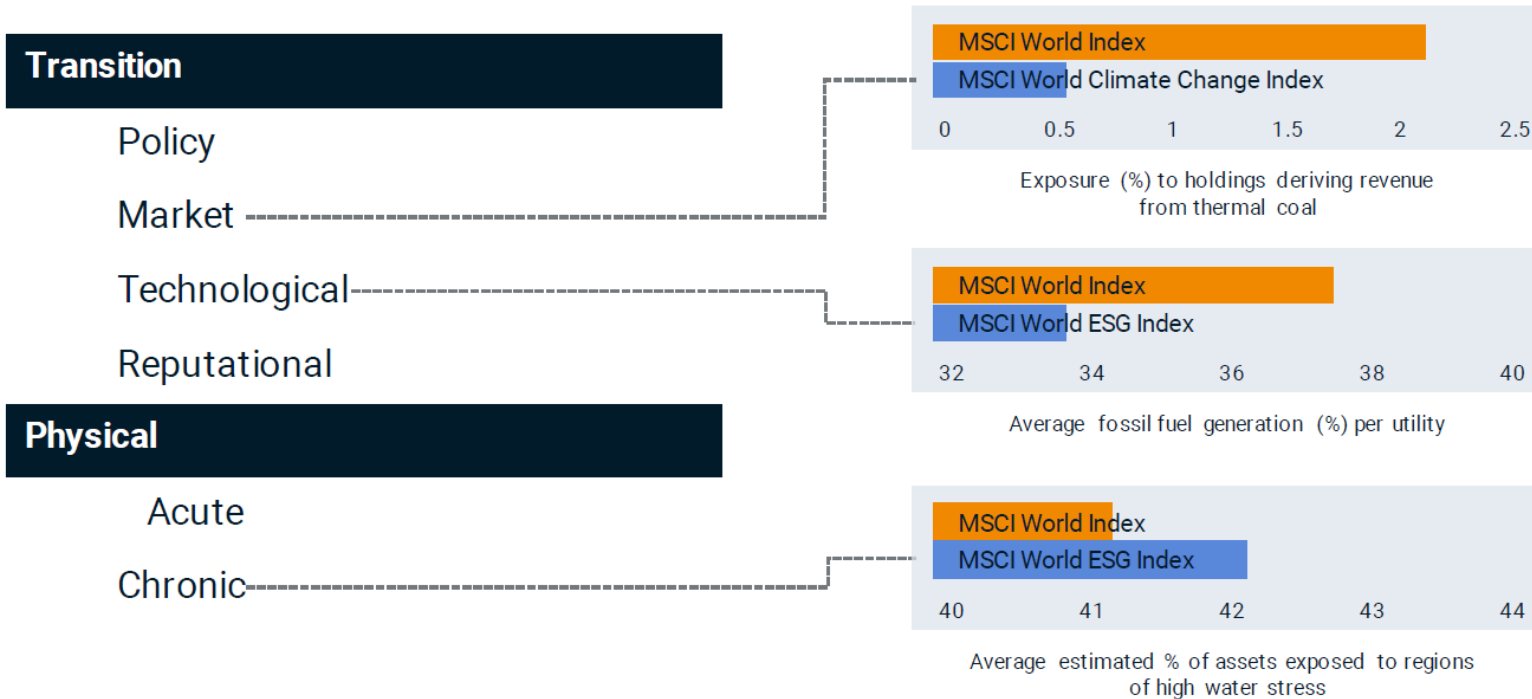 Transition
Policy
Market
Technological
Reputational
Physical
Acute
Chronic
MSCI World Index
MSCI World Climate Change Index
0 0.5 1 1.5 2 2.5
Exposure (%) to holdings deriving revenue
from thermal coal
MSCI World Index
MSCI World ESG Index
32 34 36 38 40
Average fossil fuel generation (%) per utility
MSCI World Index
MSCI World ESG Index
40 41 42 43 44
Average estimated % of assets exposed to regions
of high water stress